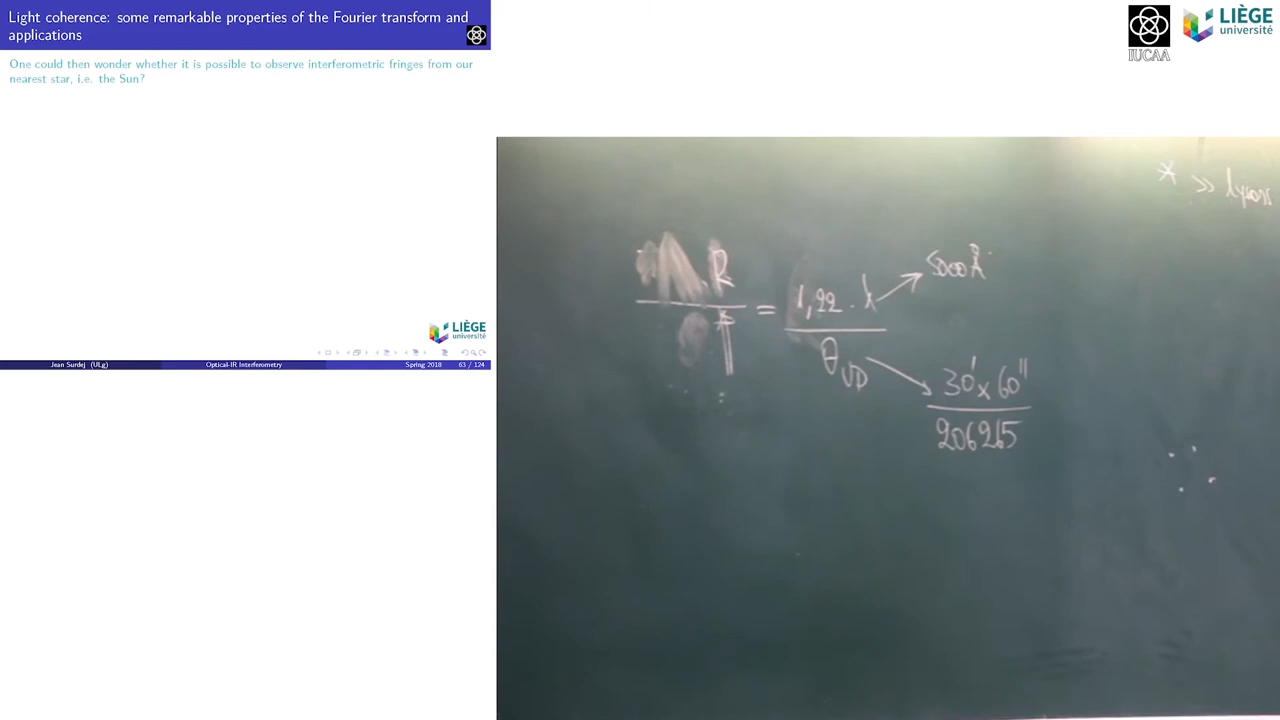 Light coherence: some remarkable properties of the Fourier transform and
applications
One could then wonder whether it is possible to observe interferometric fringes from our
nearest star, i.e. the Sun?
LIÈGE
université
Jean Surdej (ULg) Optical-IR Interferometry Spring 2018 63 / 124
IUCAA
LIÈGE
université
= 1,22 . λ
θ_UD
5000 Å
30' x 60"
206265
* >>